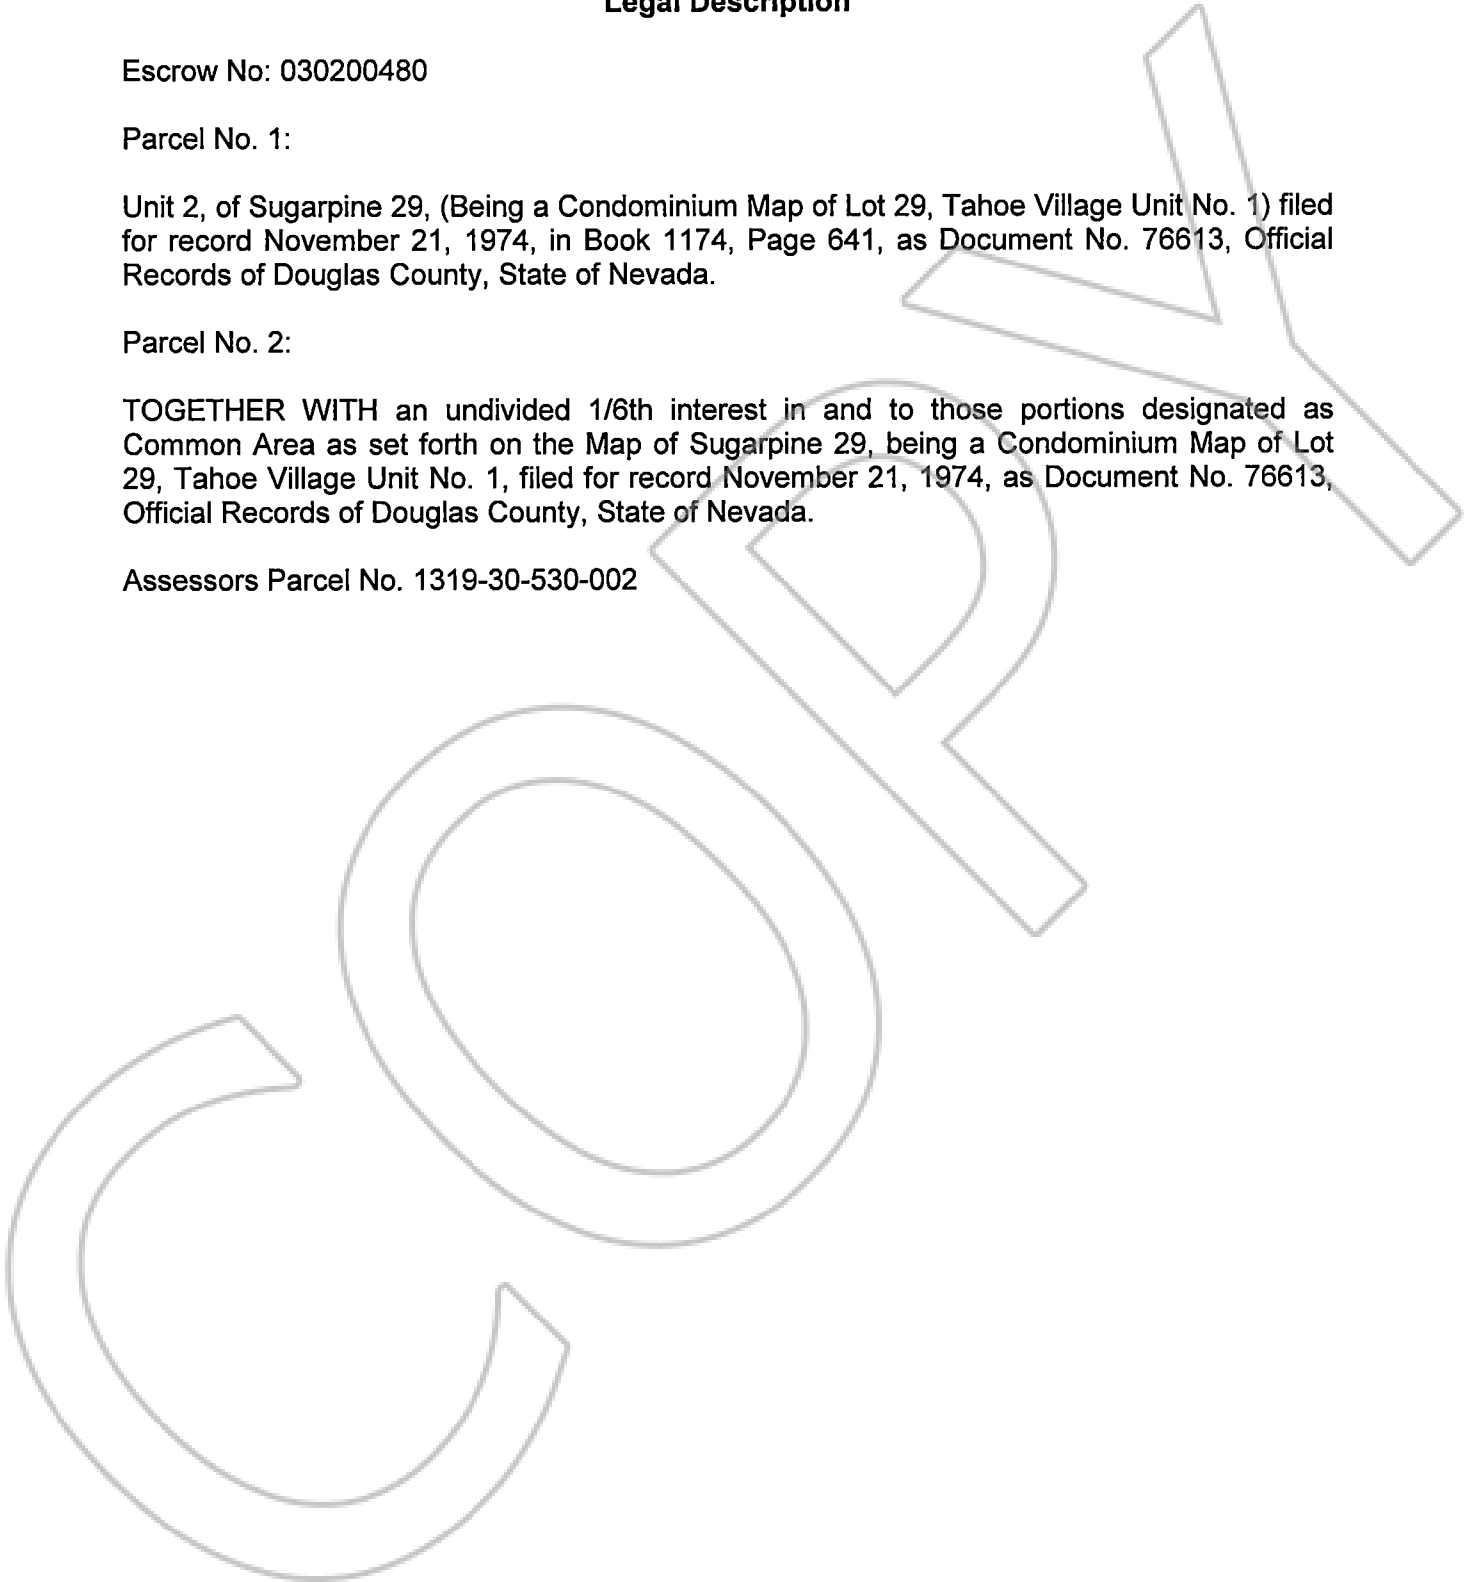 Legal Description
Escrow No: 030200480
Parcel No. 1:
Unit 2, of Sugarpine 29, (Being a Condominium Map of Lot 29, Tahoe Village Unit No. 1) filed
for record November 21, 1974, in Book 1174, Page 641, as Document No. 76613, Official
Records of Douglas County, State of Nevada.
Parcel No. 2:
TOGETHER WITH an undivided 1/6th interest in and to those portions designated as
Common Area as set forth on the Map of Sugarpine 29, being a Condominium Map of Lot
29, Tahoe Village Unit No. 1, filed for record November 21, 1974, as Document No. 76613,
Official Records of Douglas County, State of Nevada.
Assessors Parcel No. 1319-30-530-002
COPY